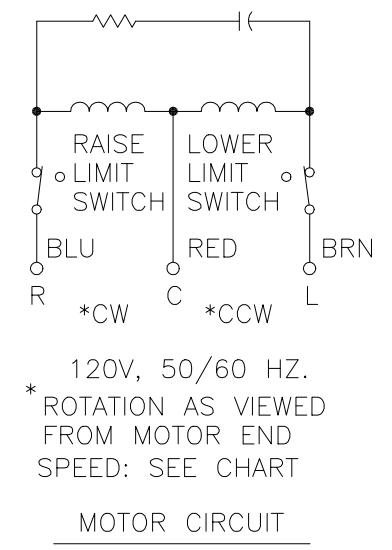 RAISE LOWER
LIMIT LIMIT
SWITCH SWITCH
BLU RED BRN
R C L
*CW *CCW
120V, 50/60 HZ.
* ROTATION AS VIEWED
FROM MOTOR END
SPEED: SEE CHART
MOTOR CIRCUIT